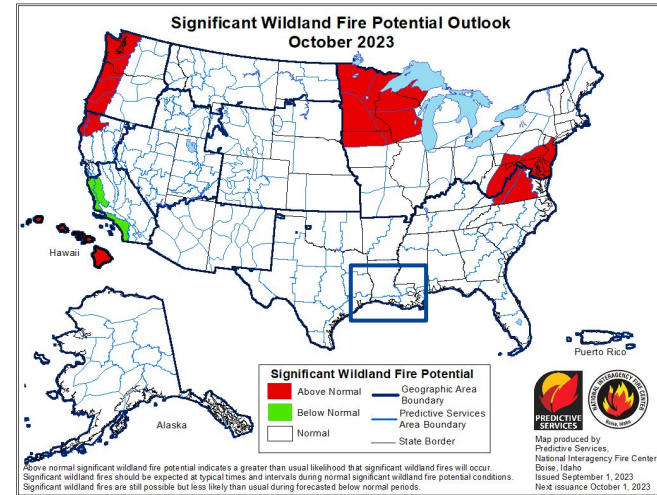 Significant Wildland Fire Potential Outlook
October 2023
Hawaii
Alaska
Puerto Rico
Significant Wildland Fire Potential
Above Normal
Below Normal
Normal
Geographic Area
Boundary
Predictive Services
Area Boundary
State Border
PREDICTIVE
SERVICES
NATIONAL INTERAGENCY FIRE CENTER
Boise, Idaho
Map produced by
Predictive Services,
National Interagency Fire Center
Boise, Idaho
Issued September 1, 2023
Next issuance October 1, 2023
Above normal significant wildland fire potential indicates a greater than usual likelihood that significant wildland fires will occur.
Significant wildland fires should be expected at typical times and intervals during normal significant wildland fire potential conditions.
Significant wildland fires are still possible but less likely than usual during forecasted below normal periods.